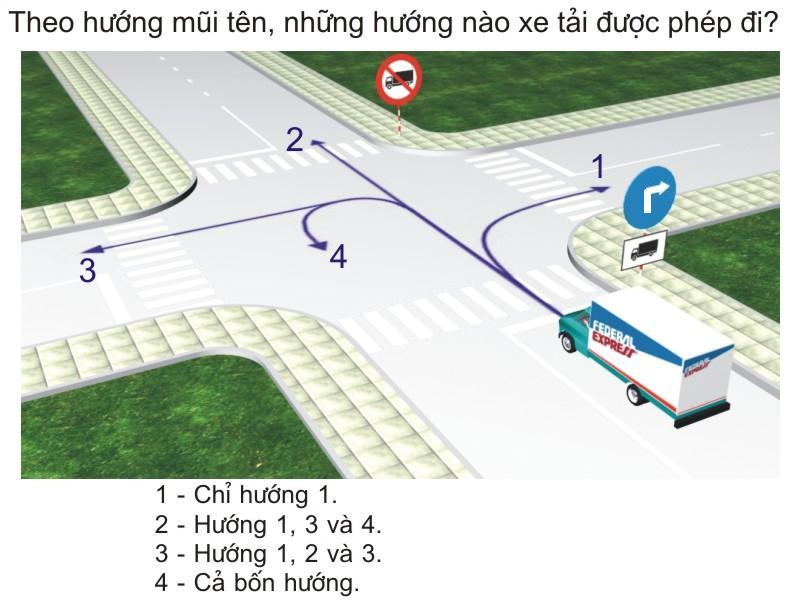 Theo hướng mũi tên, những hướng nào xe tải được phép đi?
2
1
4
3
FEDERAL
EXPRESS
FEDERAL
EXPRESS
1 - Chỉ hướng 1.
2 - Hướng 1, 3 và 4.
3 - Hướng 1, 2 và 3.
4 - Cả bốn hướng.